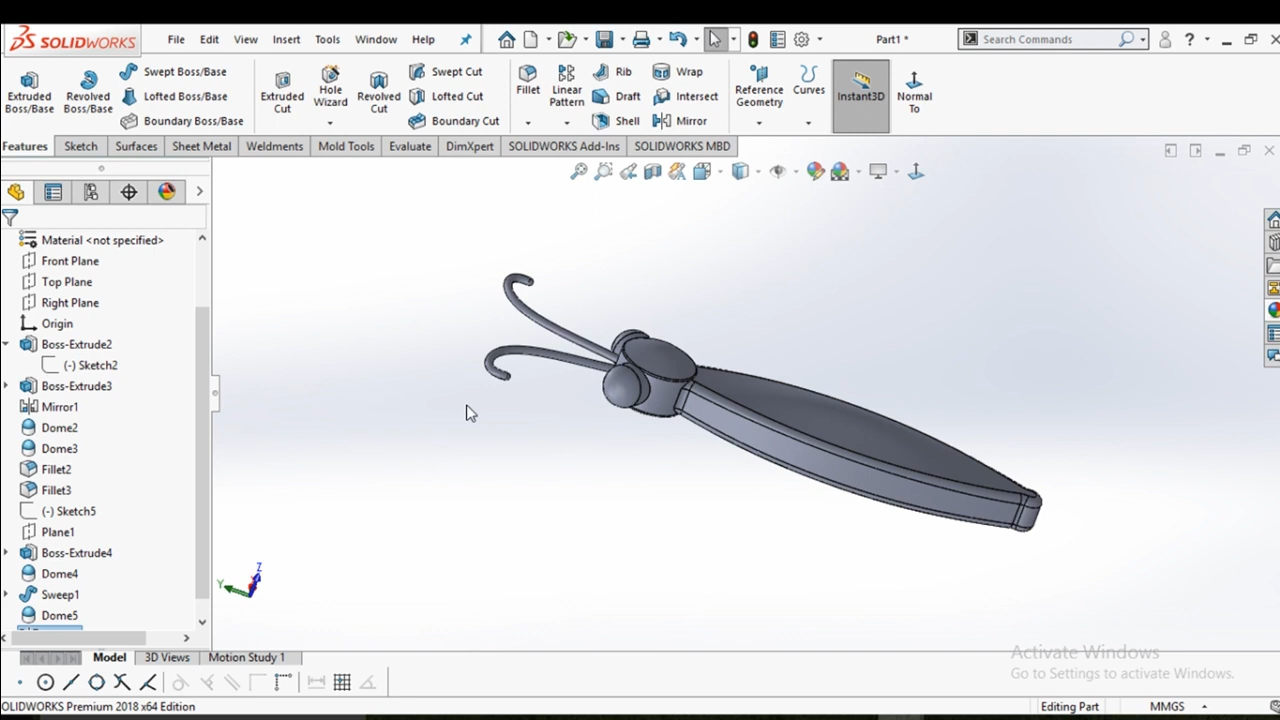 SOLIDWORKS File Edit View Insert Tools Window Help Part1 * Search Commands ?
Extruded Boss/Base
Revolved Boss/Base
Swept Boss/Base
Lofted Boss/Base
Boundary Boss/Base
Extruded Cut
Hole Wizard
Revolved Cut
Swept Cut
Lofted Cut
Boundary Cut
Fillet
Linear Pattern
Rib
Draft
Shell
Wrap
Intersect
Mirror
Reference Geometry
Curves
Instant3D
Normal To
Features Sketch Surfaces Sheet Metal Weldments Mold Tools Evaluate DimXpert SOLIDWORKS Add-Ins SOLIDWORKS MBD
Material <not specified>
Front Plane
Top Plane
Right Plane
Origin
Boss-Extrude2
(-) Sketch2
Boss-Extrude3
Mirror1
Dome2
Dome3
Fillet2
Fillet3
(-) Sketch5
Plane1
Boss-Extrude4
Dome4
Sweep1
Dome5
Z
Y
Activate Windows
Go to Settings to activate Windows.
Model 3D Views Motion Study 1
OLIDWORKS Premium 2018 x64 Edition Editing Part MMGS